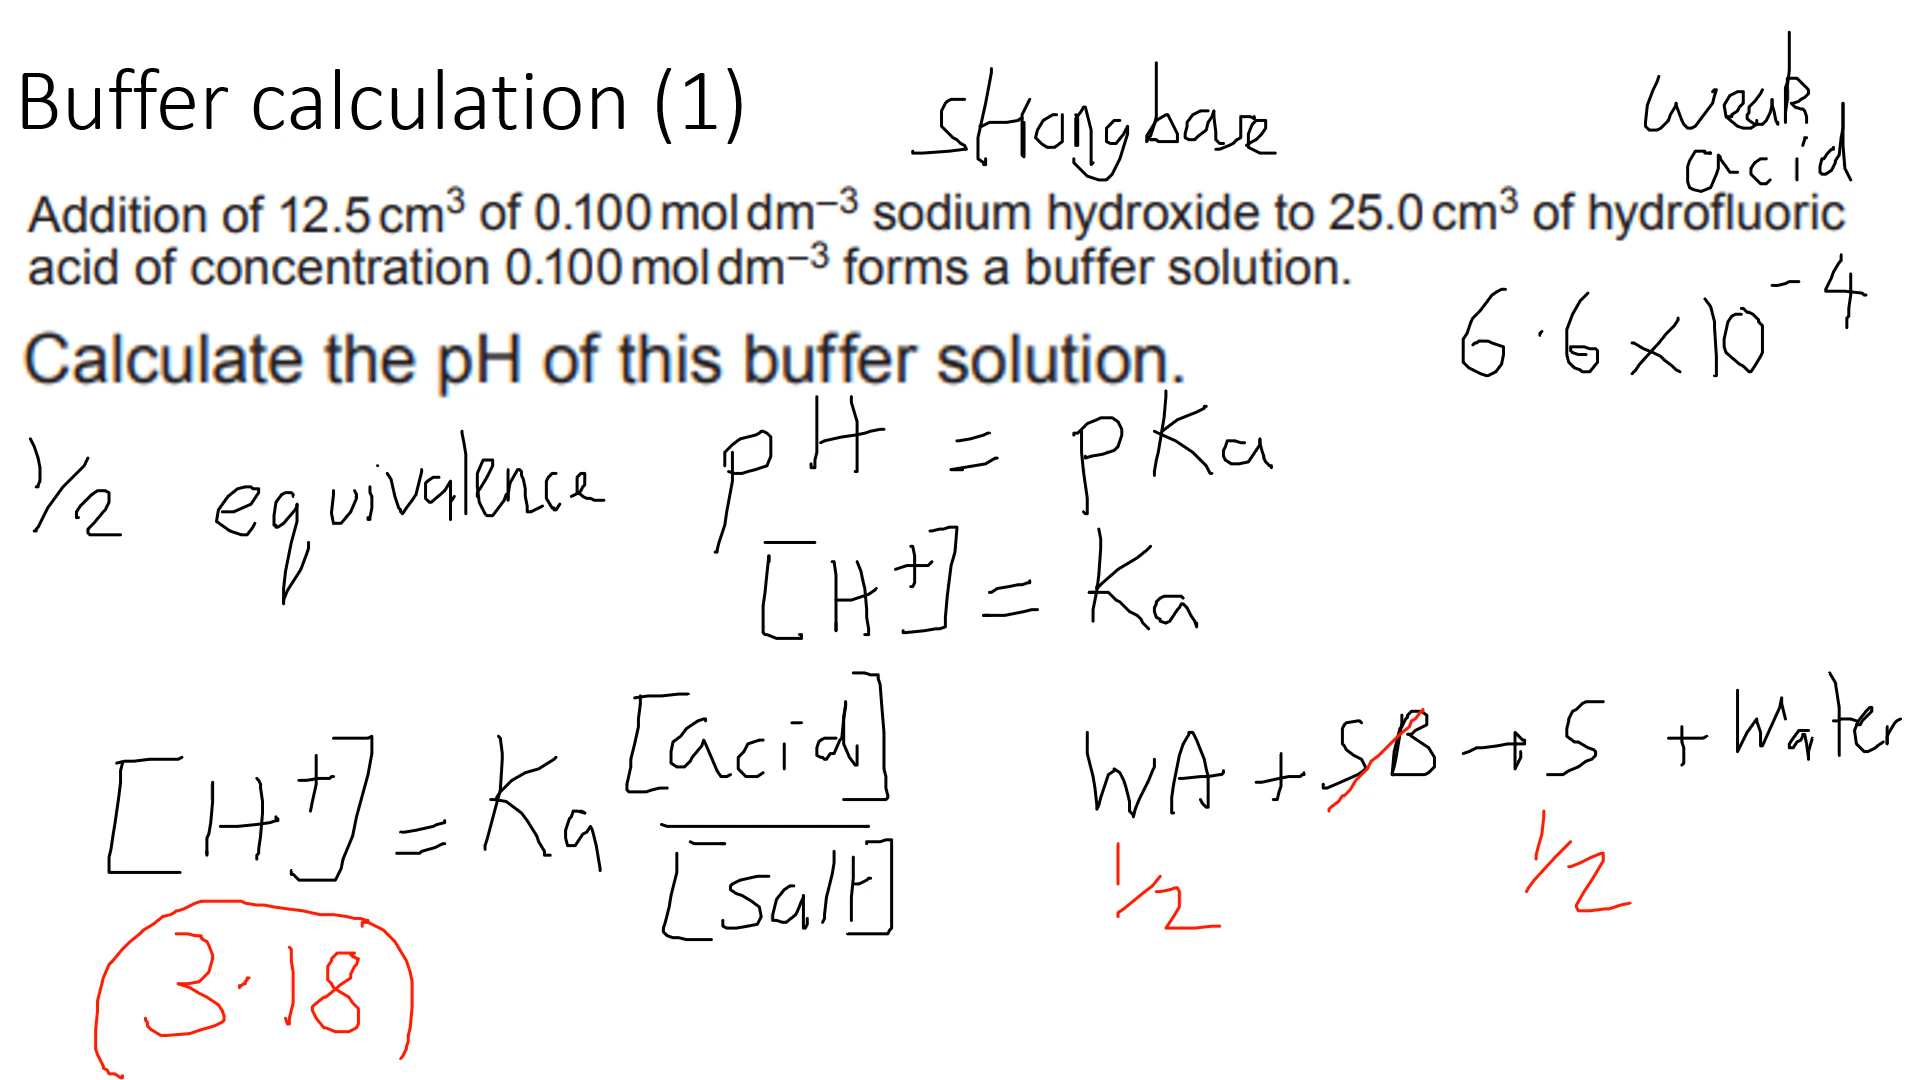 Buffer calculation (1)
strong base
weak
acid
Addition of 12.5 cm³ of 0.100 mol dm⁻³ sodium hydroxide to 25.0 cm³ of hydrofluoric
acid of concentration 0.100 mol dm⁻³ forms a buffer solution.
6.6 x 10⁻⁴
Calculate the pH of this buffer solution.
1/2 equivalence
pH = pKa
[H⁺] = Ka
[H⁺] = Ka [acid] / [salt]
WA + SB → S + Water
1/2 1/2
3.18